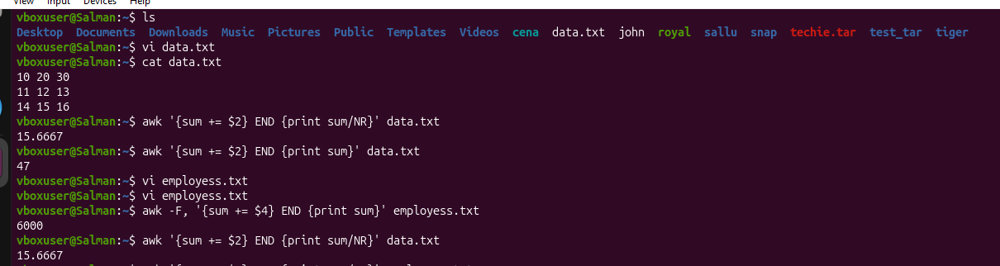 View Input Devices Help
vboxuser@Salman:~$ ls
Desktop Documents Downloads Music Pictures Public Templates Videos cena data.txt john royal sallu snap techie.tar test_tar tiger
vboxuser@Salman:~$ vi data.txt
vboxuser@Salman:~$ cat data.txt
10 20 30
11 12 13
14 15 16
vboxuser@Salman:~$ awk '{sum += $2} END {print sum/NR}' data.txt
15.6667
vboxuser@Salman:~$ awk '{sum += $2} END {print sum}' data.txt
47
vboxuser@Salman:~$ vi employess.txt
vboxuser@Salman:~$ vi employess.txt
vboxuser@Salman:~$ awk -F, '{sum += $4} END {print sum}' employess.txt
6000
vboxuser@Salman:~$ awk '{sum += $2} END {print sum/NR}' data.txt
15.6667